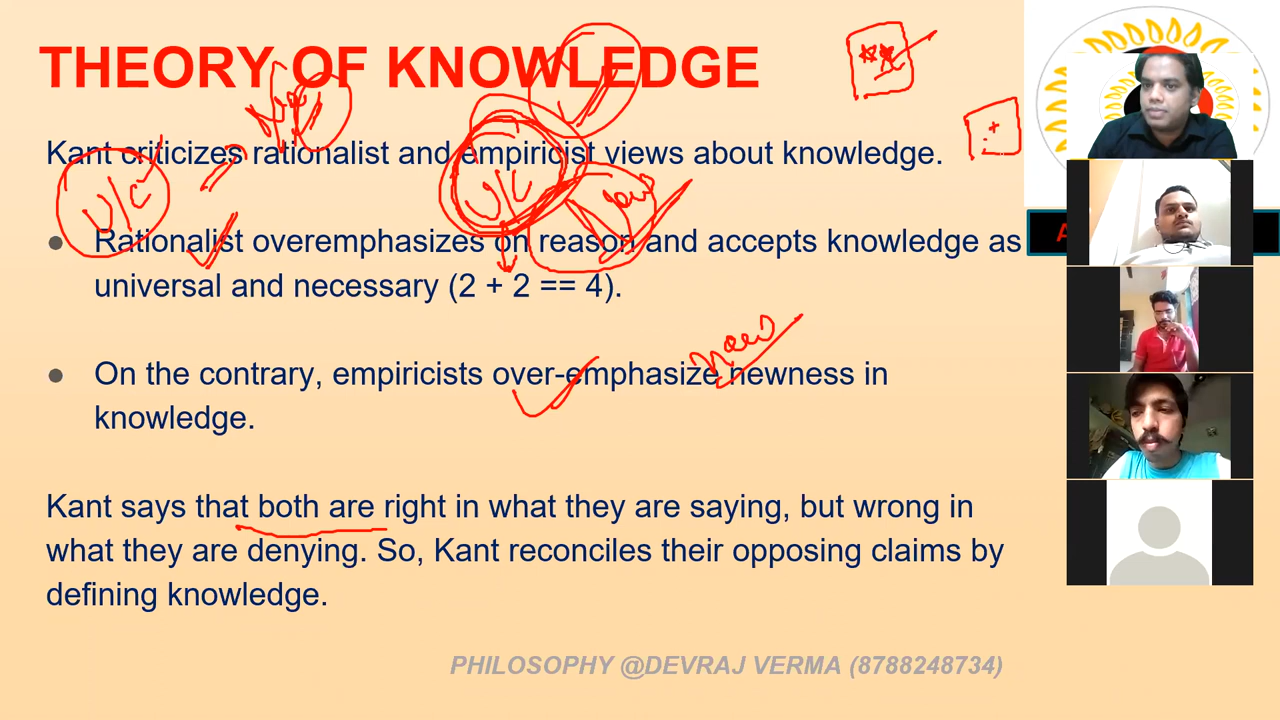 THEORY OF KNOWLEDGE
Kant criticizes rationalist and empiricist views about knowledge.
● Rationalist overemphasizes on reason and accepts knowledge as
universal and necessary (2 + 2 == 4).
new
● On the contrary, empiricists over-emphasize newness in
knowledge.
Kant says that both are right in what they are saying, but wrong in
what they are denying. So, Kant reconciles their opposing claims by
defining knowledge.
PHILOSOPHY @DEVRAJ VERMA (8788248734)